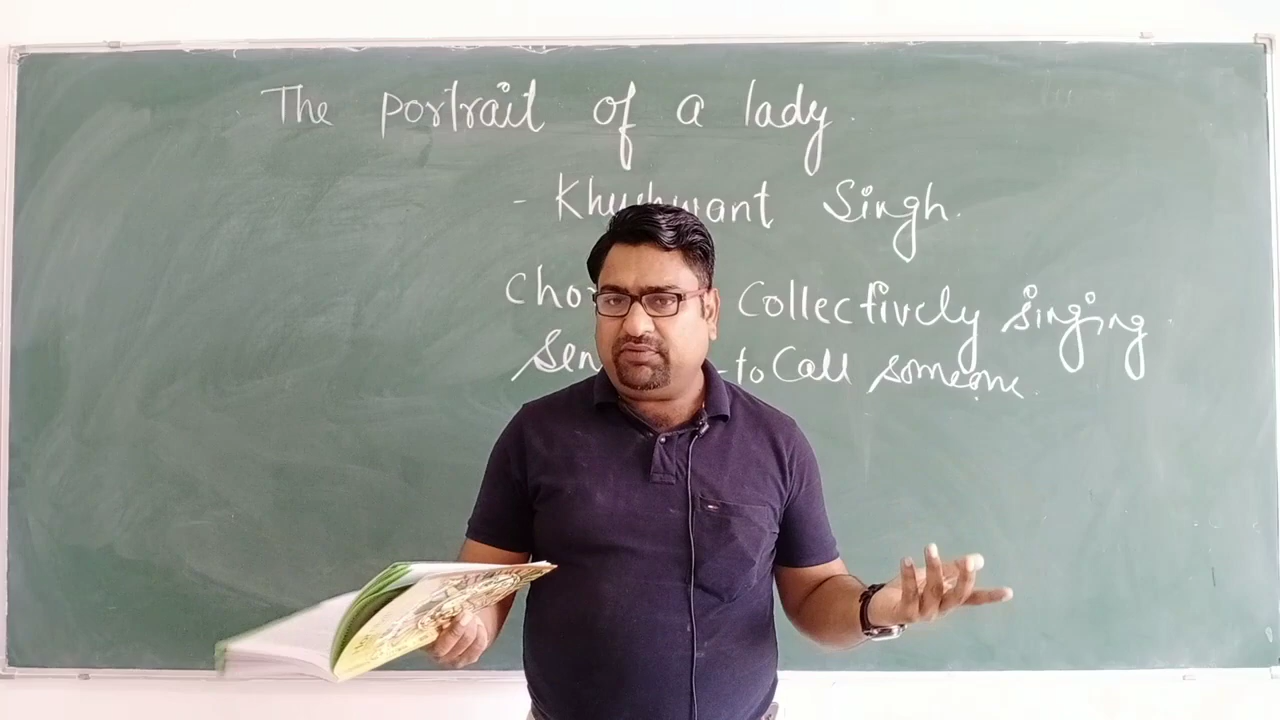 The portrait of a lady.
- Khushwant Singh.
Collectively singing.
- to Call someone.